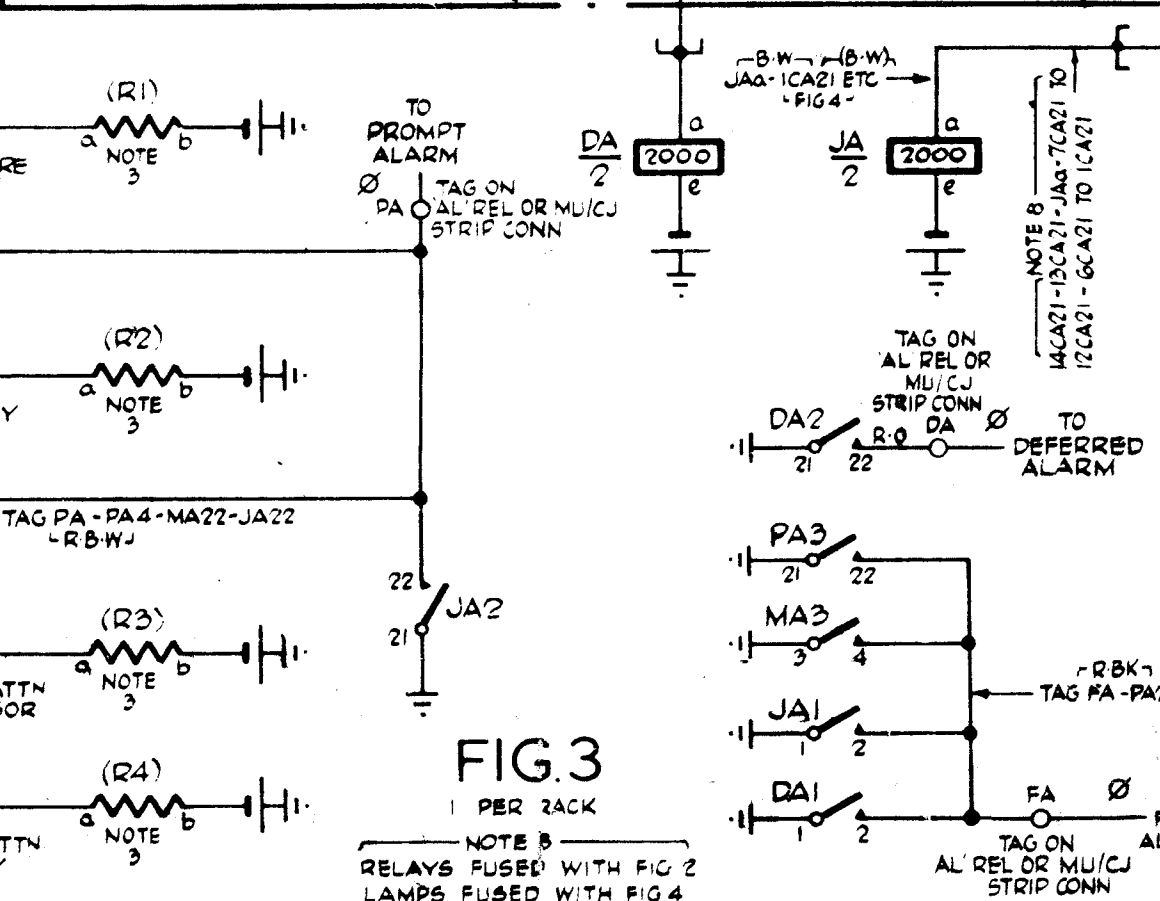 (R1)
a b
NOTE
3
RE
TO
PROMPT
ALARM
Ø
PA
TAG ON
'AL' REL OR MU/CJ
STRIP CONN
DA
2
a
2000
e
B·W (B·W)
JAa-1CA21 ETC
-FIG 4-
JA
2
a
2000
e
NOTE 8
14CA21-13CA21-JAa-7CA21 TO
12CA21-6CA21 TO 1CA21
(R2)
a b
NOTE
3
Y
TAG ON
'AL' REL OR
MU/CJ
STRIP CONN
DA2
21 22
R·O
DA
Ø
TO
DEFERRED
ALARM
TAG PA-PA4-MA22-JA22
R·B·W
22
JA2
21
PA3
21 22
MA3
3 4
JA1
1 2
DA1
1 2
R·BK
TAG FA-PA2
(R3)
a b
NOTE
3
ATTN
(R4)
a b
NOTE
3
TTN
FIG. 3
1 PER RACK
NOTE 8
RELAYS FUSED WITH FIG 2
LAMPS FUSED WITH FIG 4
FA
Ø
TAG ON
AL' REL OR MU/CJ
STRIP CONN